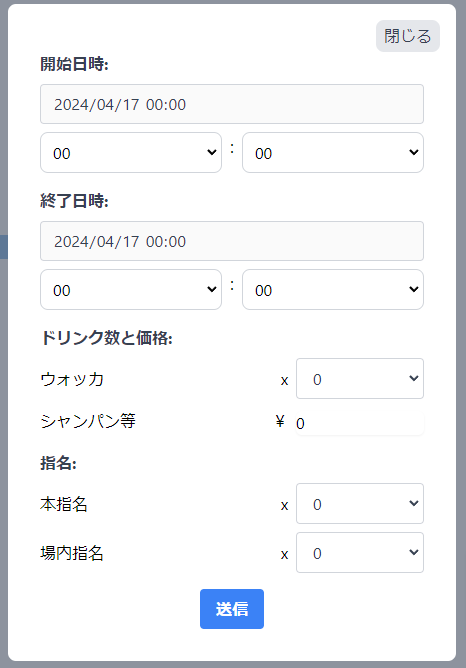 閉じる
開始日時:
2024/04/17 00:00
00 : 00
終了日時:
2024/04/17 00:00
00 : 00
ドリンク数と価格:
ウォッカ x 0
シャンパン等 ¥ 0
指名:
本指名 x 0
場内指名 x 0
送信